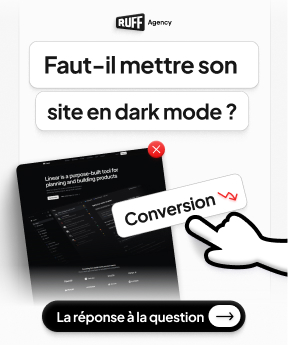 RUFF Agency
Faut-il mettre son
site en dark mode ?
Linear is a purpose-built tool for
planning and building products
Conversion
La réponse à la question